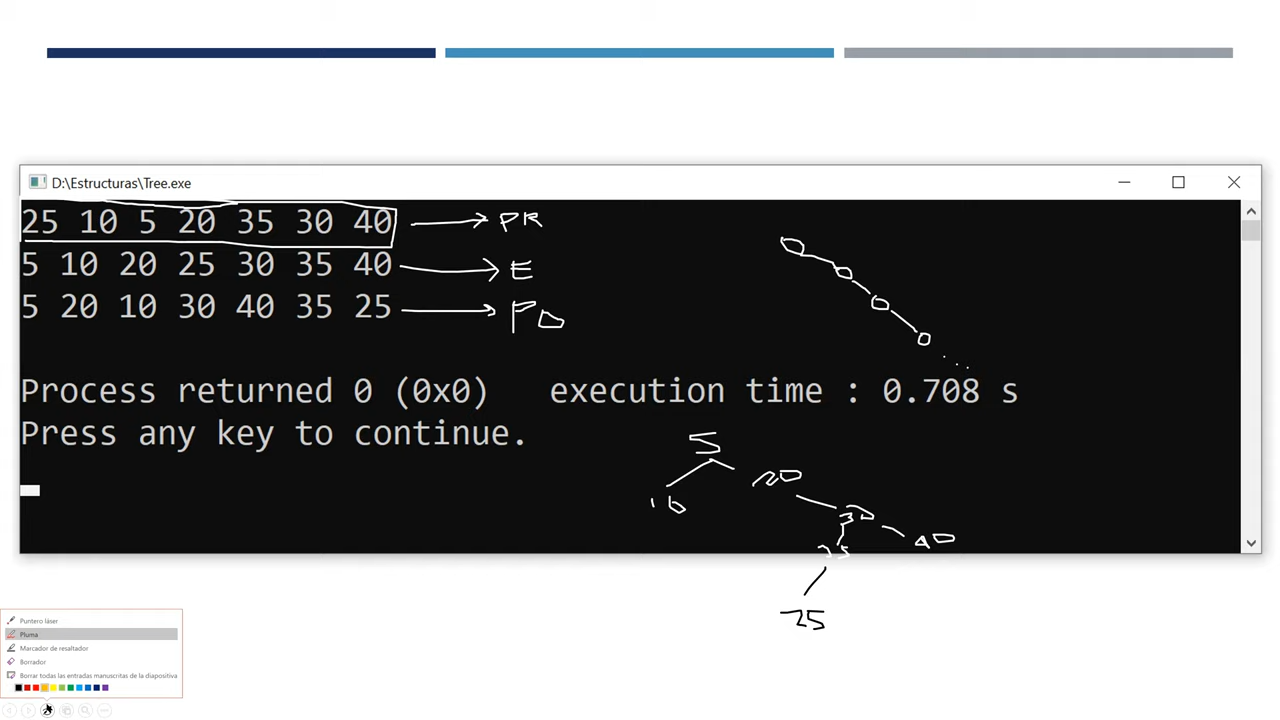 D:\Estructuras\Tree.exe
25 10 5 20 35 30 40 PR
5 10 20 25 30 35 40 E
5 20 10 30 40 35 25 PO
Process returned 0 (0x0) execution time : 0.708 s
Press any key to continue.
5
10 20
30
35 40
25
Puntero láser
Pluma
Marcador de resaltador
Borrador
Borrar todas las entradas manuscritas de la diapositiva